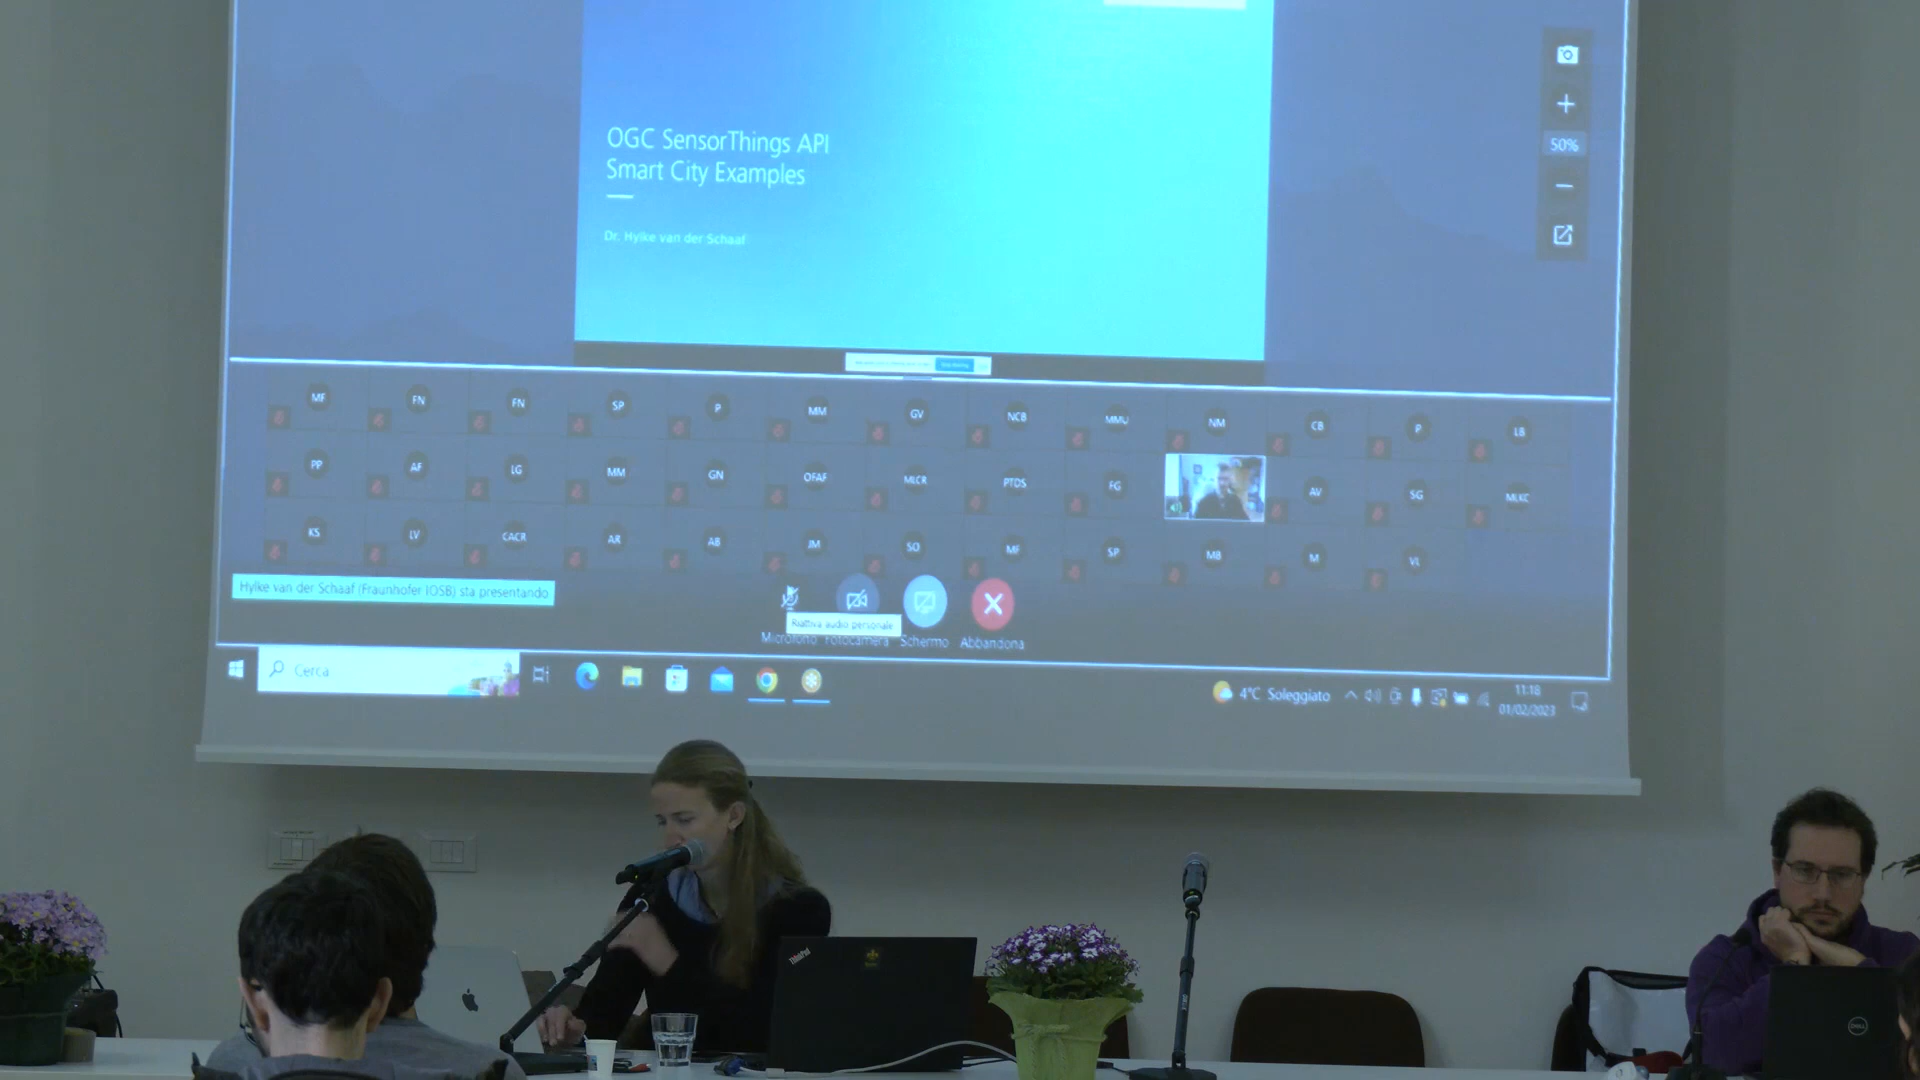 50%
OGC SensorThings API
Smart City Examples
Dr. Hylke van der Schaaf
MF FN FN SP P MM GV NCB MMU NM CB P LB
PP AF LG MM GN OFAF MLCR PTDS FG AV SG MLKC
KS LV CACR AR AB JM SO MF SP MB M VL
Hylke van der Schaaf (Fraunhofer IOSB) sta presentando
Riattiva audio personale
Microfono Fotocamera Schermo Abbandona
Cerca
4°C Soleggiato
11:18
01/02/2023
ThinkPad
DELL